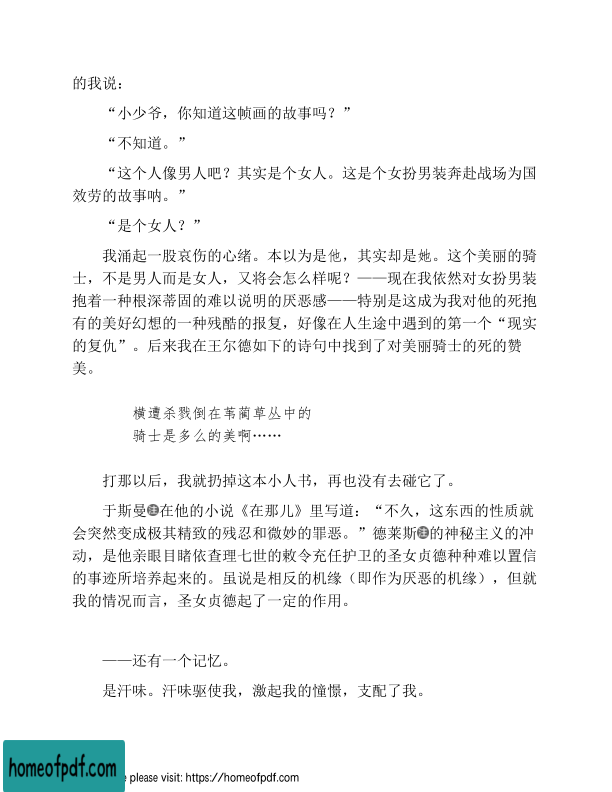 的我说：
“小少爷，你知道这帧画的故事吗？”
“不知道。”
“这个人像男人吧？其实是个女人。这是个女扮男装奔赴战场为国
效劳的故事呐。”
“是个女人？”
我涌起一股哀伤的心绪。本以为是他，其实却是她。这个美丽的骑
士，不是男人而是女人，又将会怎么样呢？——现在我依然对女扮男装
抱着一种根深蒂固的难以说明的厌恶感——特别是这成为我对他的死抱
有的美好幻想的一种残酷的报复，好像在人生途中遇到的第一个“现实
的复仇”。后来我在王尔德如下的诗句中找到了对美丽骑士的死的赞
美。
横遭杀戮倒在苇蔺草丛中的
骑士是多么的美啊……
打那以后，我就扔掉这本小人书，再也没有去碰它了。
于斯曼注在他的小说《在那儿》里写道：“不久，这东西的性质就
会突然变成极其精致的残忍和微妙的罪恶。”德莱斯注的神秘主义的冲
动，是他亲眼目睹依查理七世的敕令充任护卫的圣女贞德种种难以置信
的事迹所培养起来的。虽说是相反的机缘（即作为厌恶的机缘），但就
我的情况而言，圣女贞德起了一定的作用。
——还有一个记忆。
是汗味。汗味驱使我，激起我的憧憬，支配了我。
homeofpdf.com
e please visit: https://homeofpdf.com